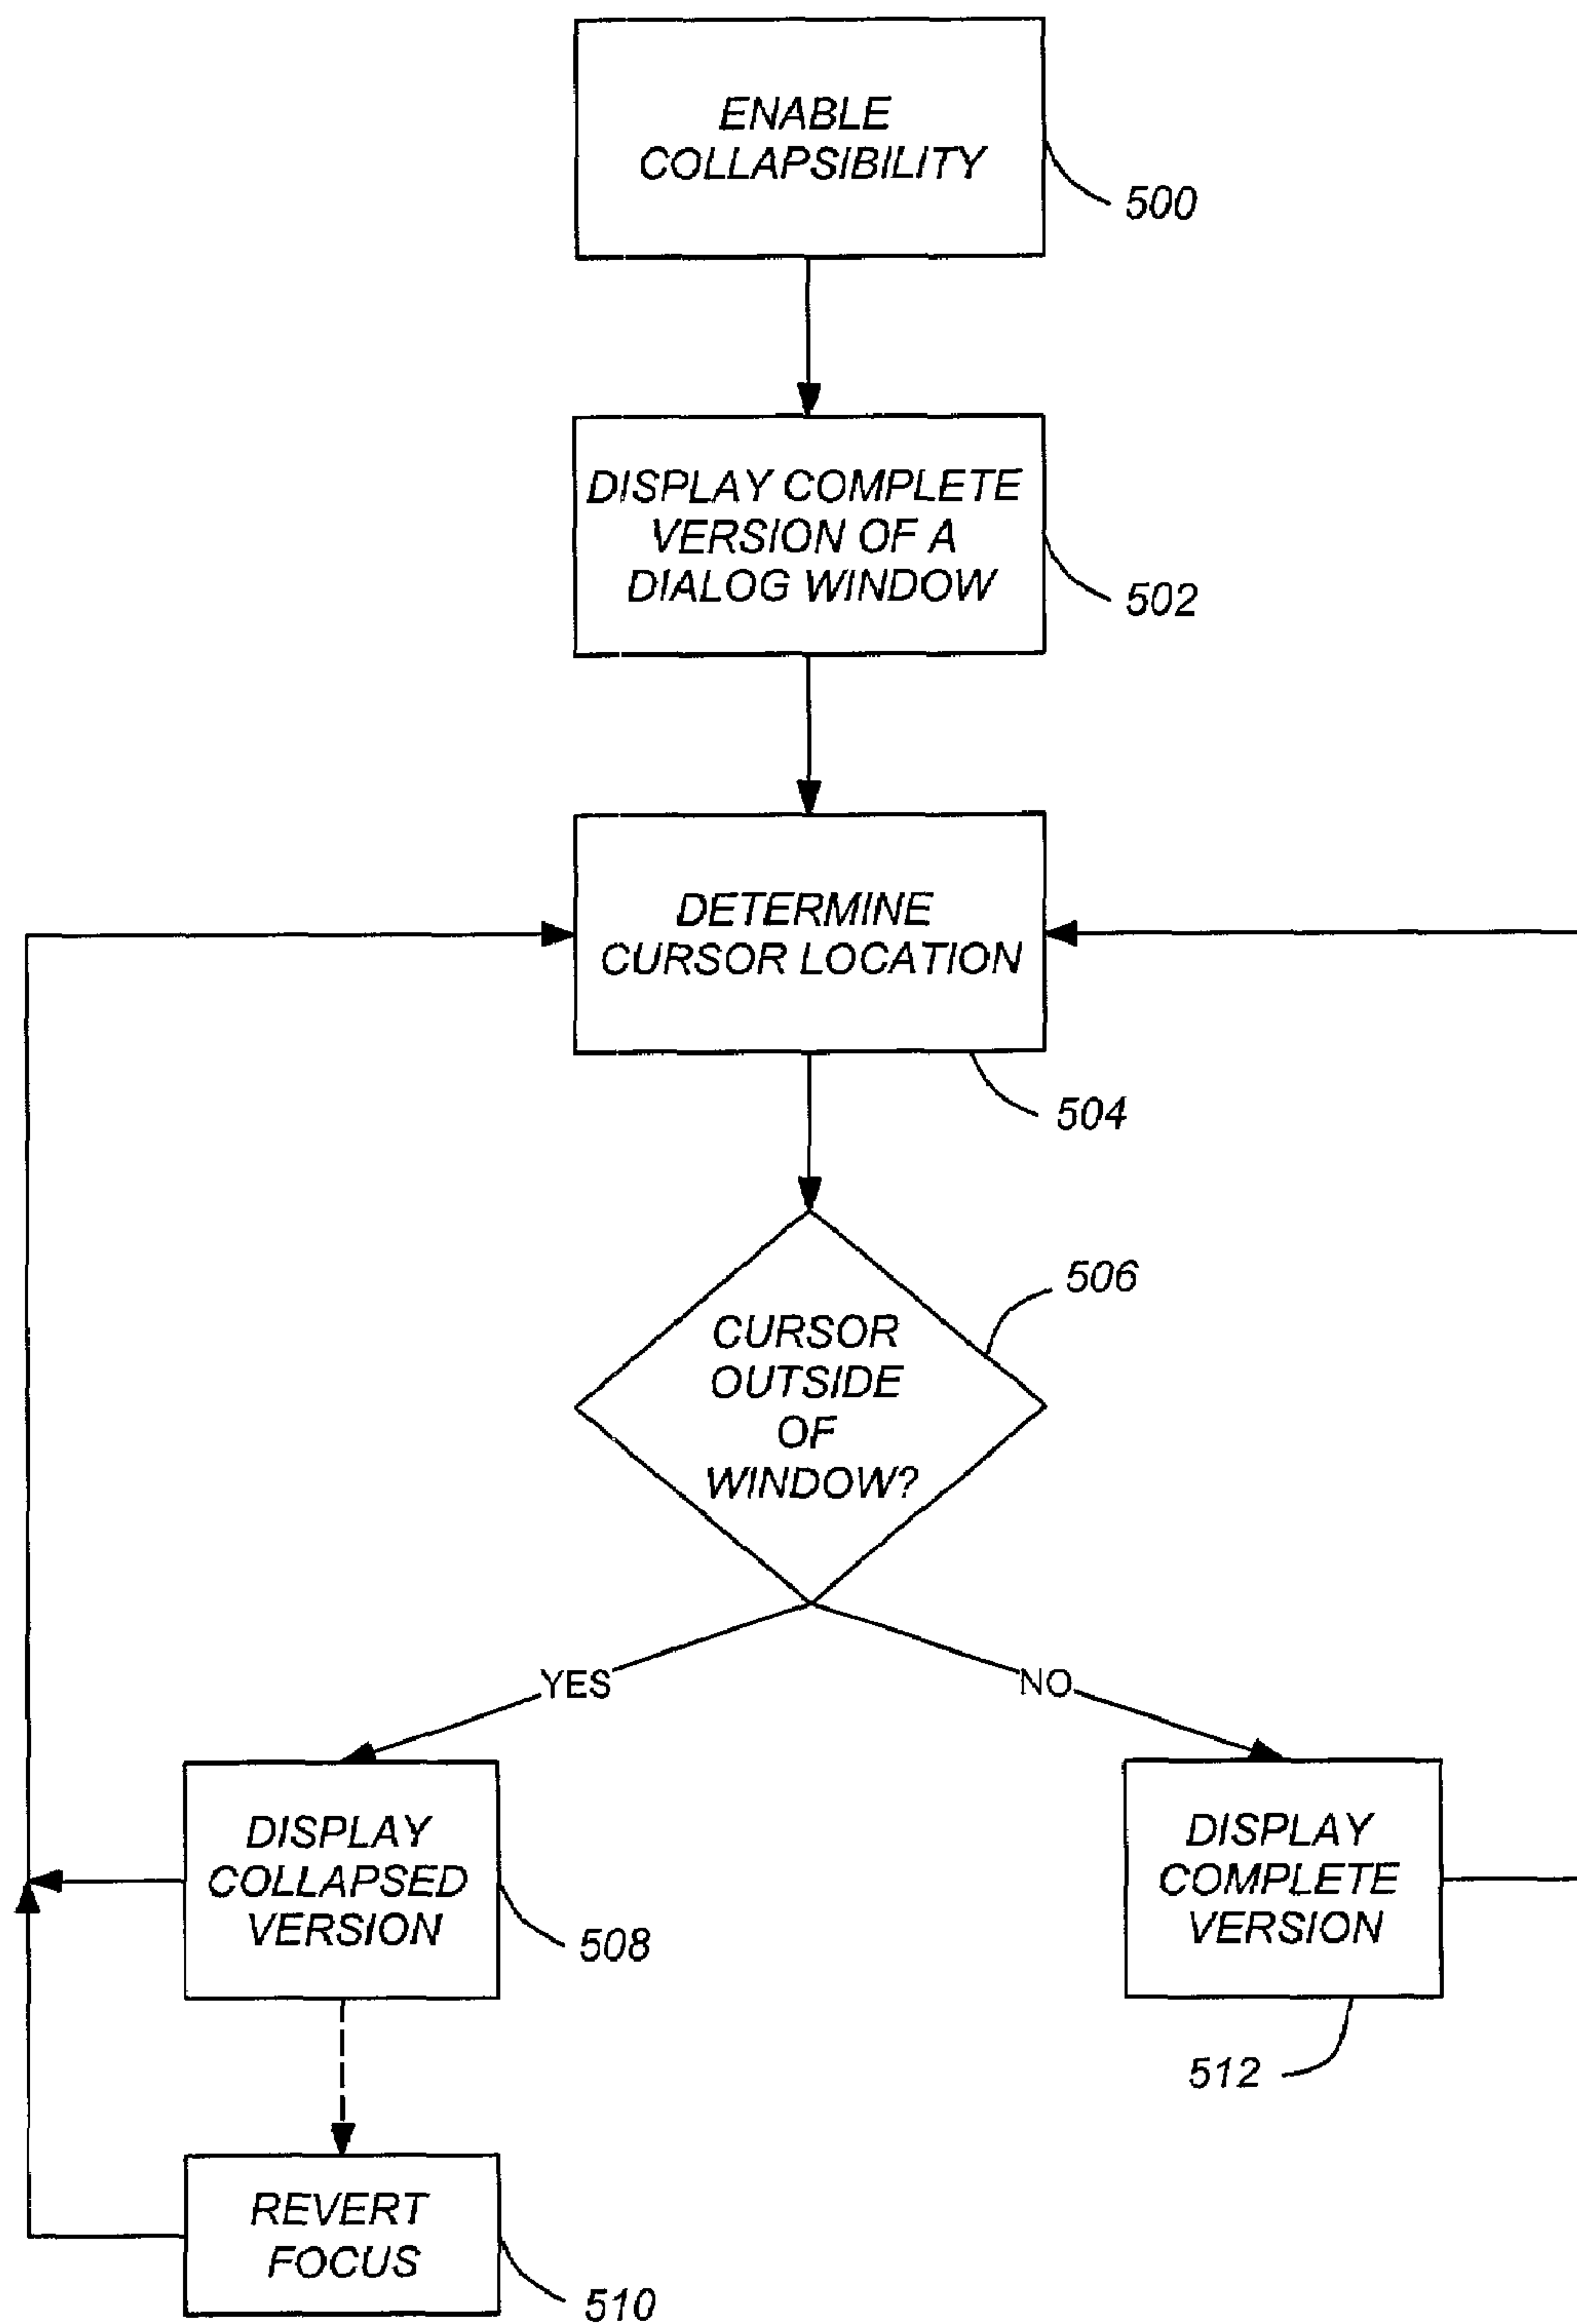 ENABLE
COLLAPSIBILITY
500
DISPLAY COMPLETE
VERSION OF A
DIALOG WINDOW
502
DETERMINE
CURSOR LOCATION
504
506
CURSOR
OUTSIDE
OF
WINDOW?
YES
NO
DISPLAY
COLLAPSED
VERSION
508
DISPLAY
COMPLETE
VERSION
512
REVERT
FOCUS
510